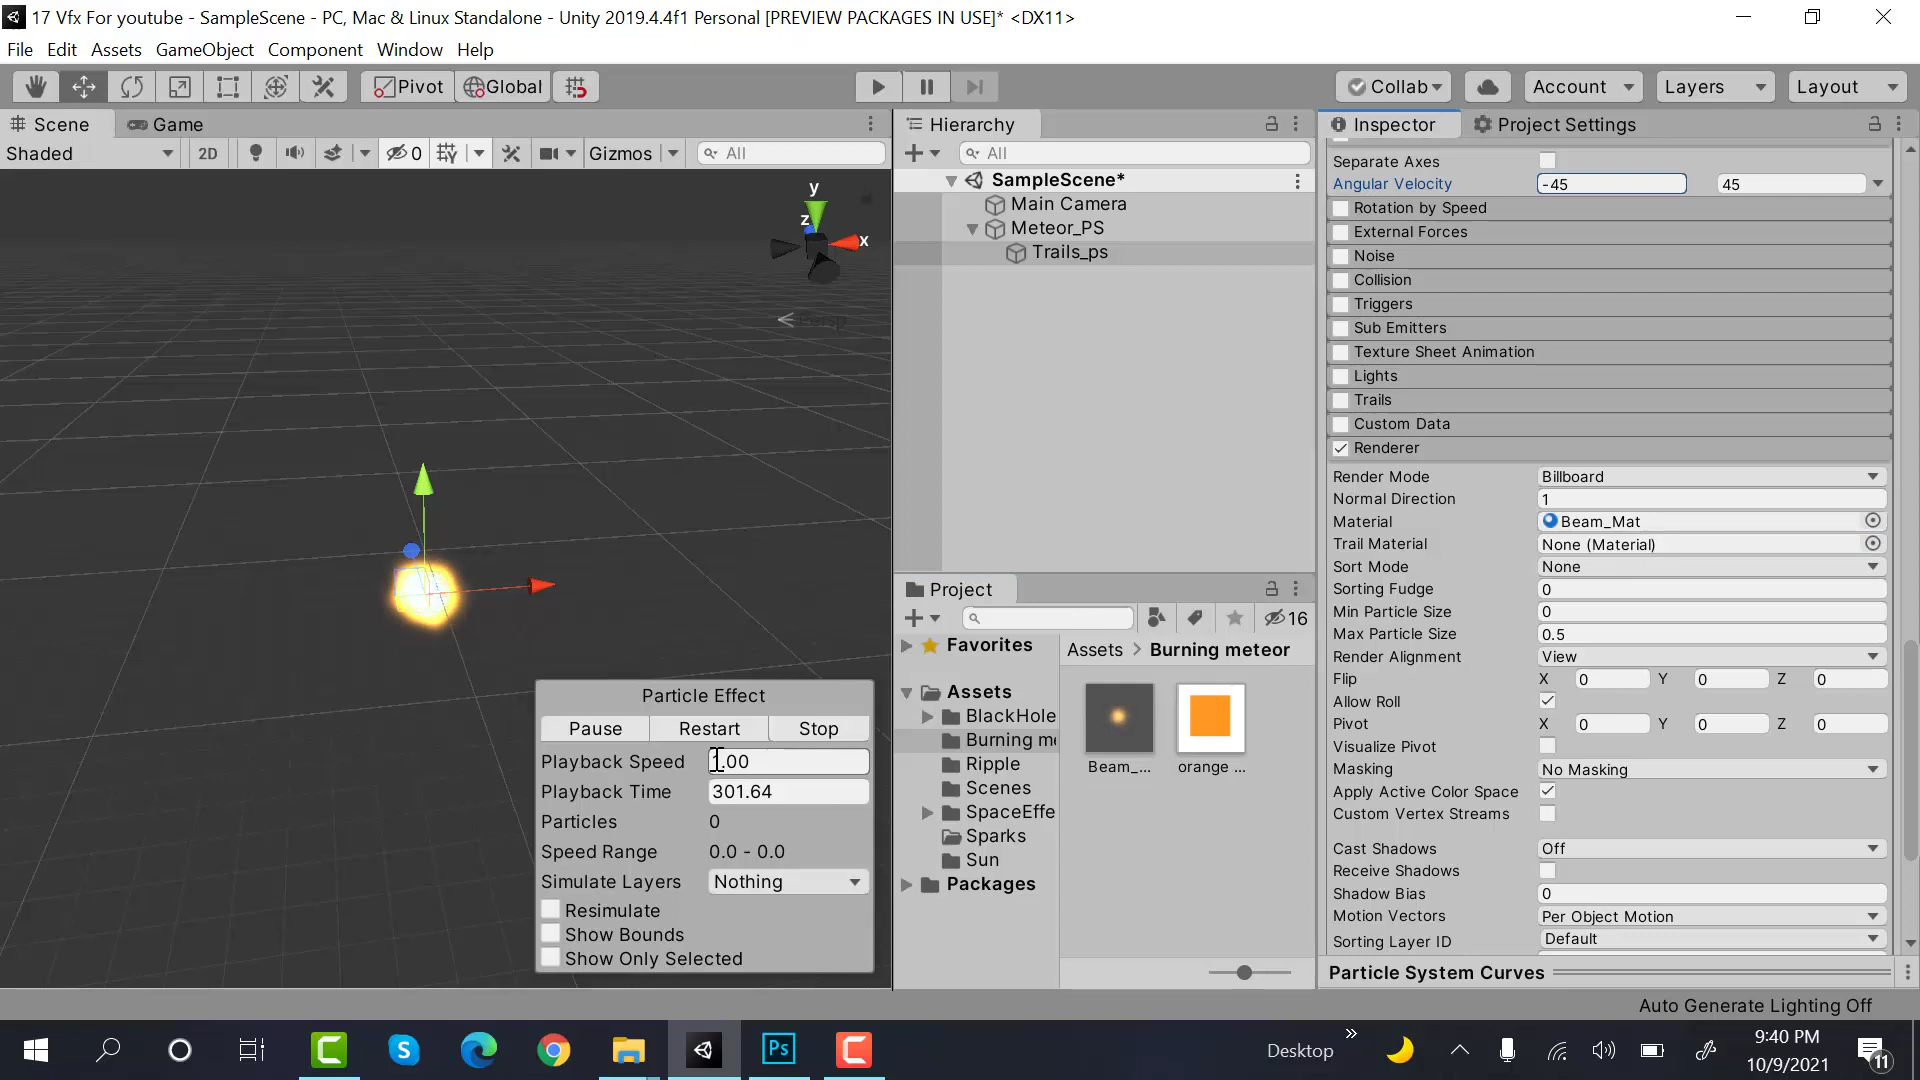 17 Vfx For youtube - SampleScene - PC, Mac & Linux Standalone - Unity 2019.4.4f1 Personal [PREVIEW PACKAGES IN USE]* <DX11>
File Edit Assets GameObject Component Window Help
Pivot Global Collab Account Layers Layout
Scene Game
Shaded 2D 0 Gizmos All
y
z
x
Persp
Particle Effect
Pause Restart Stop
Playback Speed 1.00
Playback Time 301.64
Particles 0
Speed Range 0.0 - 0.0
Simulate Layers Nothing
Resimulate
Show Bounds
Show Only Selected
Hierarchy
All
SampleScene*
Main Camera
Meteor_PS
Trails_ps
Project
16
Favorites
Assets
BlackHole
Burning me
Ripple
Scenes
SpaceEffe
Sparks
Sun
Packages
Assets > Burning meteor
Beam_... orange ...
Inspector Project Settings
Separate Axes
Angular Velocity -45 45
Rotation by Speed
External Forces
Noise
Collision
Triggers
Sub Emitters
Texture Sheet Animation
Lights
Trails
Custom Data
Renderer
Render Mode Billboard
Normal Direction 1
Material Beam_Mat
Trail Material None (Material)
Sort Mode None
Sorting Fudge 0
Min Particle Size 0
Max Particle Size 0.5
Render Alignment View
Flip X 0 Y 0 Z 0
Allow Roll
Pivot X 0 Y 0 Z 0
Visualize Pivot
Masking No Masking
Apply Active Color Space
Custom Vertex Streams
Cast Shadows Off
Receive Shadows
Shadow Bias 0
Motion Vectors Per Object Motion
Sorting Layer ID Default
Particle System Curves
Auto Generate Lighting Off
Ps
Desktop
9:40 PM
10/9/2021
11